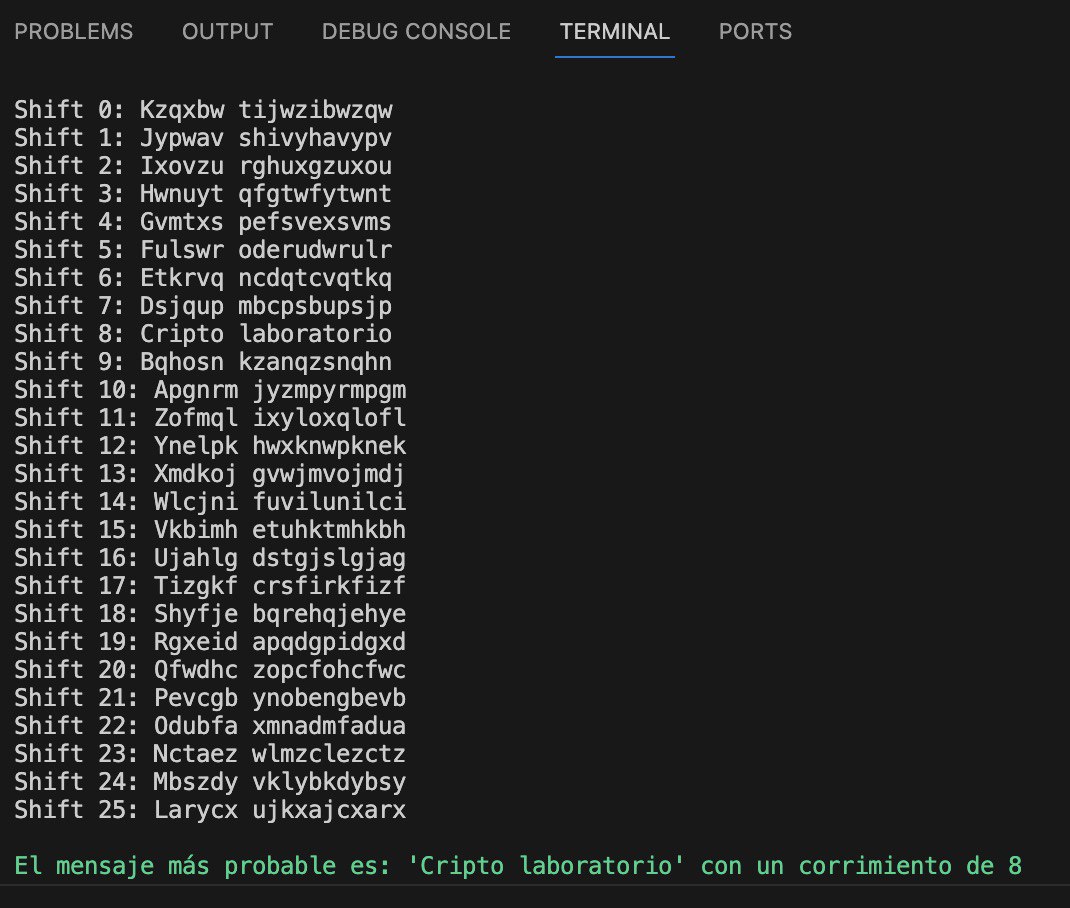 PROBLEMS OUTPUT DEBUG CONSOLE TERMINAL PORTS
Shift 0: Kzqxbw tijwzibwzqw
Shift 1: Jypwav shivyhavypv
Shift 2: Ixovzu rghuxgzuxou
Shift 3: Hwnuyt qfgtwfytwnt
Shift 4: Gvmtxs pefsvexsvms
Shift 5: Fulswr oderudwrulr
Shift 6: Etkrvq ncdqtcvqtkq
Shift 7: Dsjqup mbcpsbupsjp
Shift 8: Cripto laboratorio
Shift 9: Bqhosn kzanqzsnqhn
Shift 10: Apgnrm jyzmpyrmpgm
Shift 11: Zofmql ixyloxqlofl
Shift 12: Ynelpk hwxknwpknek
Shift 13: Xmdkoj gvwjmvojmdj
Shift 14: Wlcjni fuvilunilci
Shift 15: Vkbimh etuhktmhkbh
Shift 16: Ujahlg dstgjslgjag
Shift 17: Tizgkf crsfirkfizf
Shift 18: Shyfje bqrehqjehye
Shift 19: Rgxeid apqdgpidgxd
Shift 20: Qfwdhc zopcfohcfwc
Shift 21: Pevcgb ynobengbevb
Shift 22: Odubfa xmnadmfadua
Shift 23: Nctaez wlmzclezctz
Shift 24: Mbszdy vklybkdybsy
Shift 25: Larycx ujkxajcxarx
El mensaje más probable es: 'Cripto laboratorio' con un corrimiento de 8